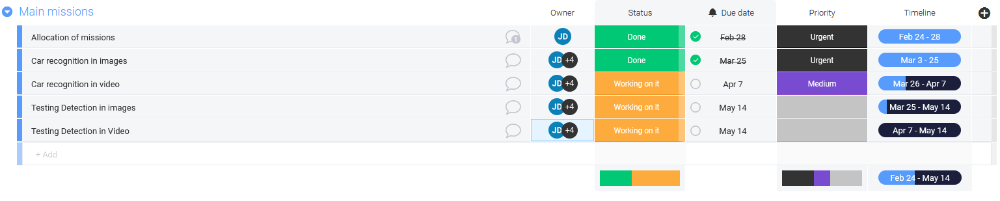 Main missions Owner Status Due date Priority Timeline
Allocation of missions 1 JD Done Feb 28 Urgent Feb 24 - 28
Car recognition in images JD +4 Done Mar 25 Urgent Mar 3 - 25
Car recognition in video JD +4 Working on it Apr 7 Medium Mar 26 - Apr 7
Testing Detection in images JD +4 Working on it May 14 Mar 25 - May 14
Testing Detection in Video JD +4 Working on it May 14 Apr 7 - May 14
+ Add
Feb 24 - May 14